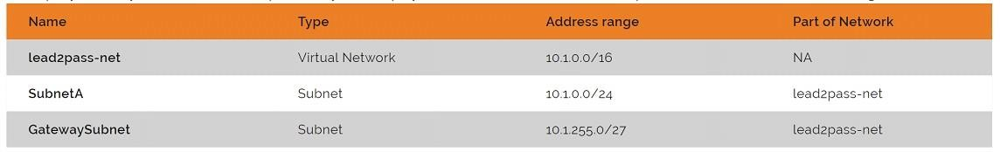 Name Type Address range Part of Network
lead2pass-net Virtual Network 10.1.0.0/16 NA
SubnetA Subnet 10.1.0.0/24 lead2pass-net
GatewaySubnet Subnet 10.1.255.0/27 lead2pass-net